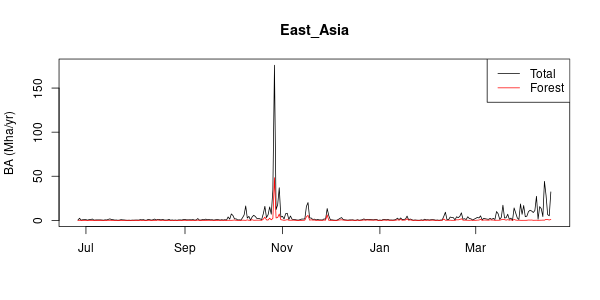 East_Asia
Total
Forest
BA (Mha/yr)
150
100
50
0
Jul Sep Nov Jan Mar